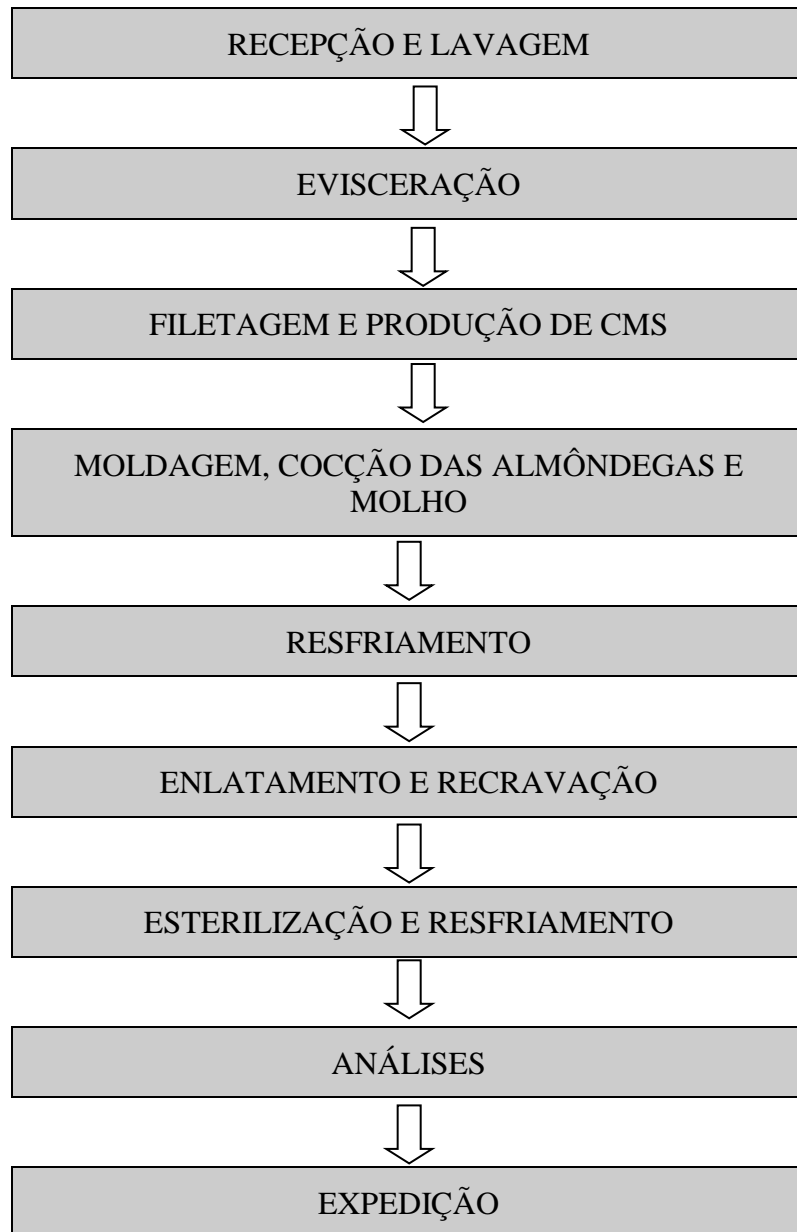 RECEPÇÃO E LAVAGEM
EVISCERAÇÃO
FILETAGEM E PRODUÇÃO DE CMS
MOLDAGEM, COCÇÃO DAS ALMÔNDEGAS E
MOLHO
RESFRIAMENTO
ENLATAMENTO E RECRAVAÇÃO
ESTERILIZAÇÃO E RESFRIAMENTO
ANÁLISES
EXPEDIÇÃO